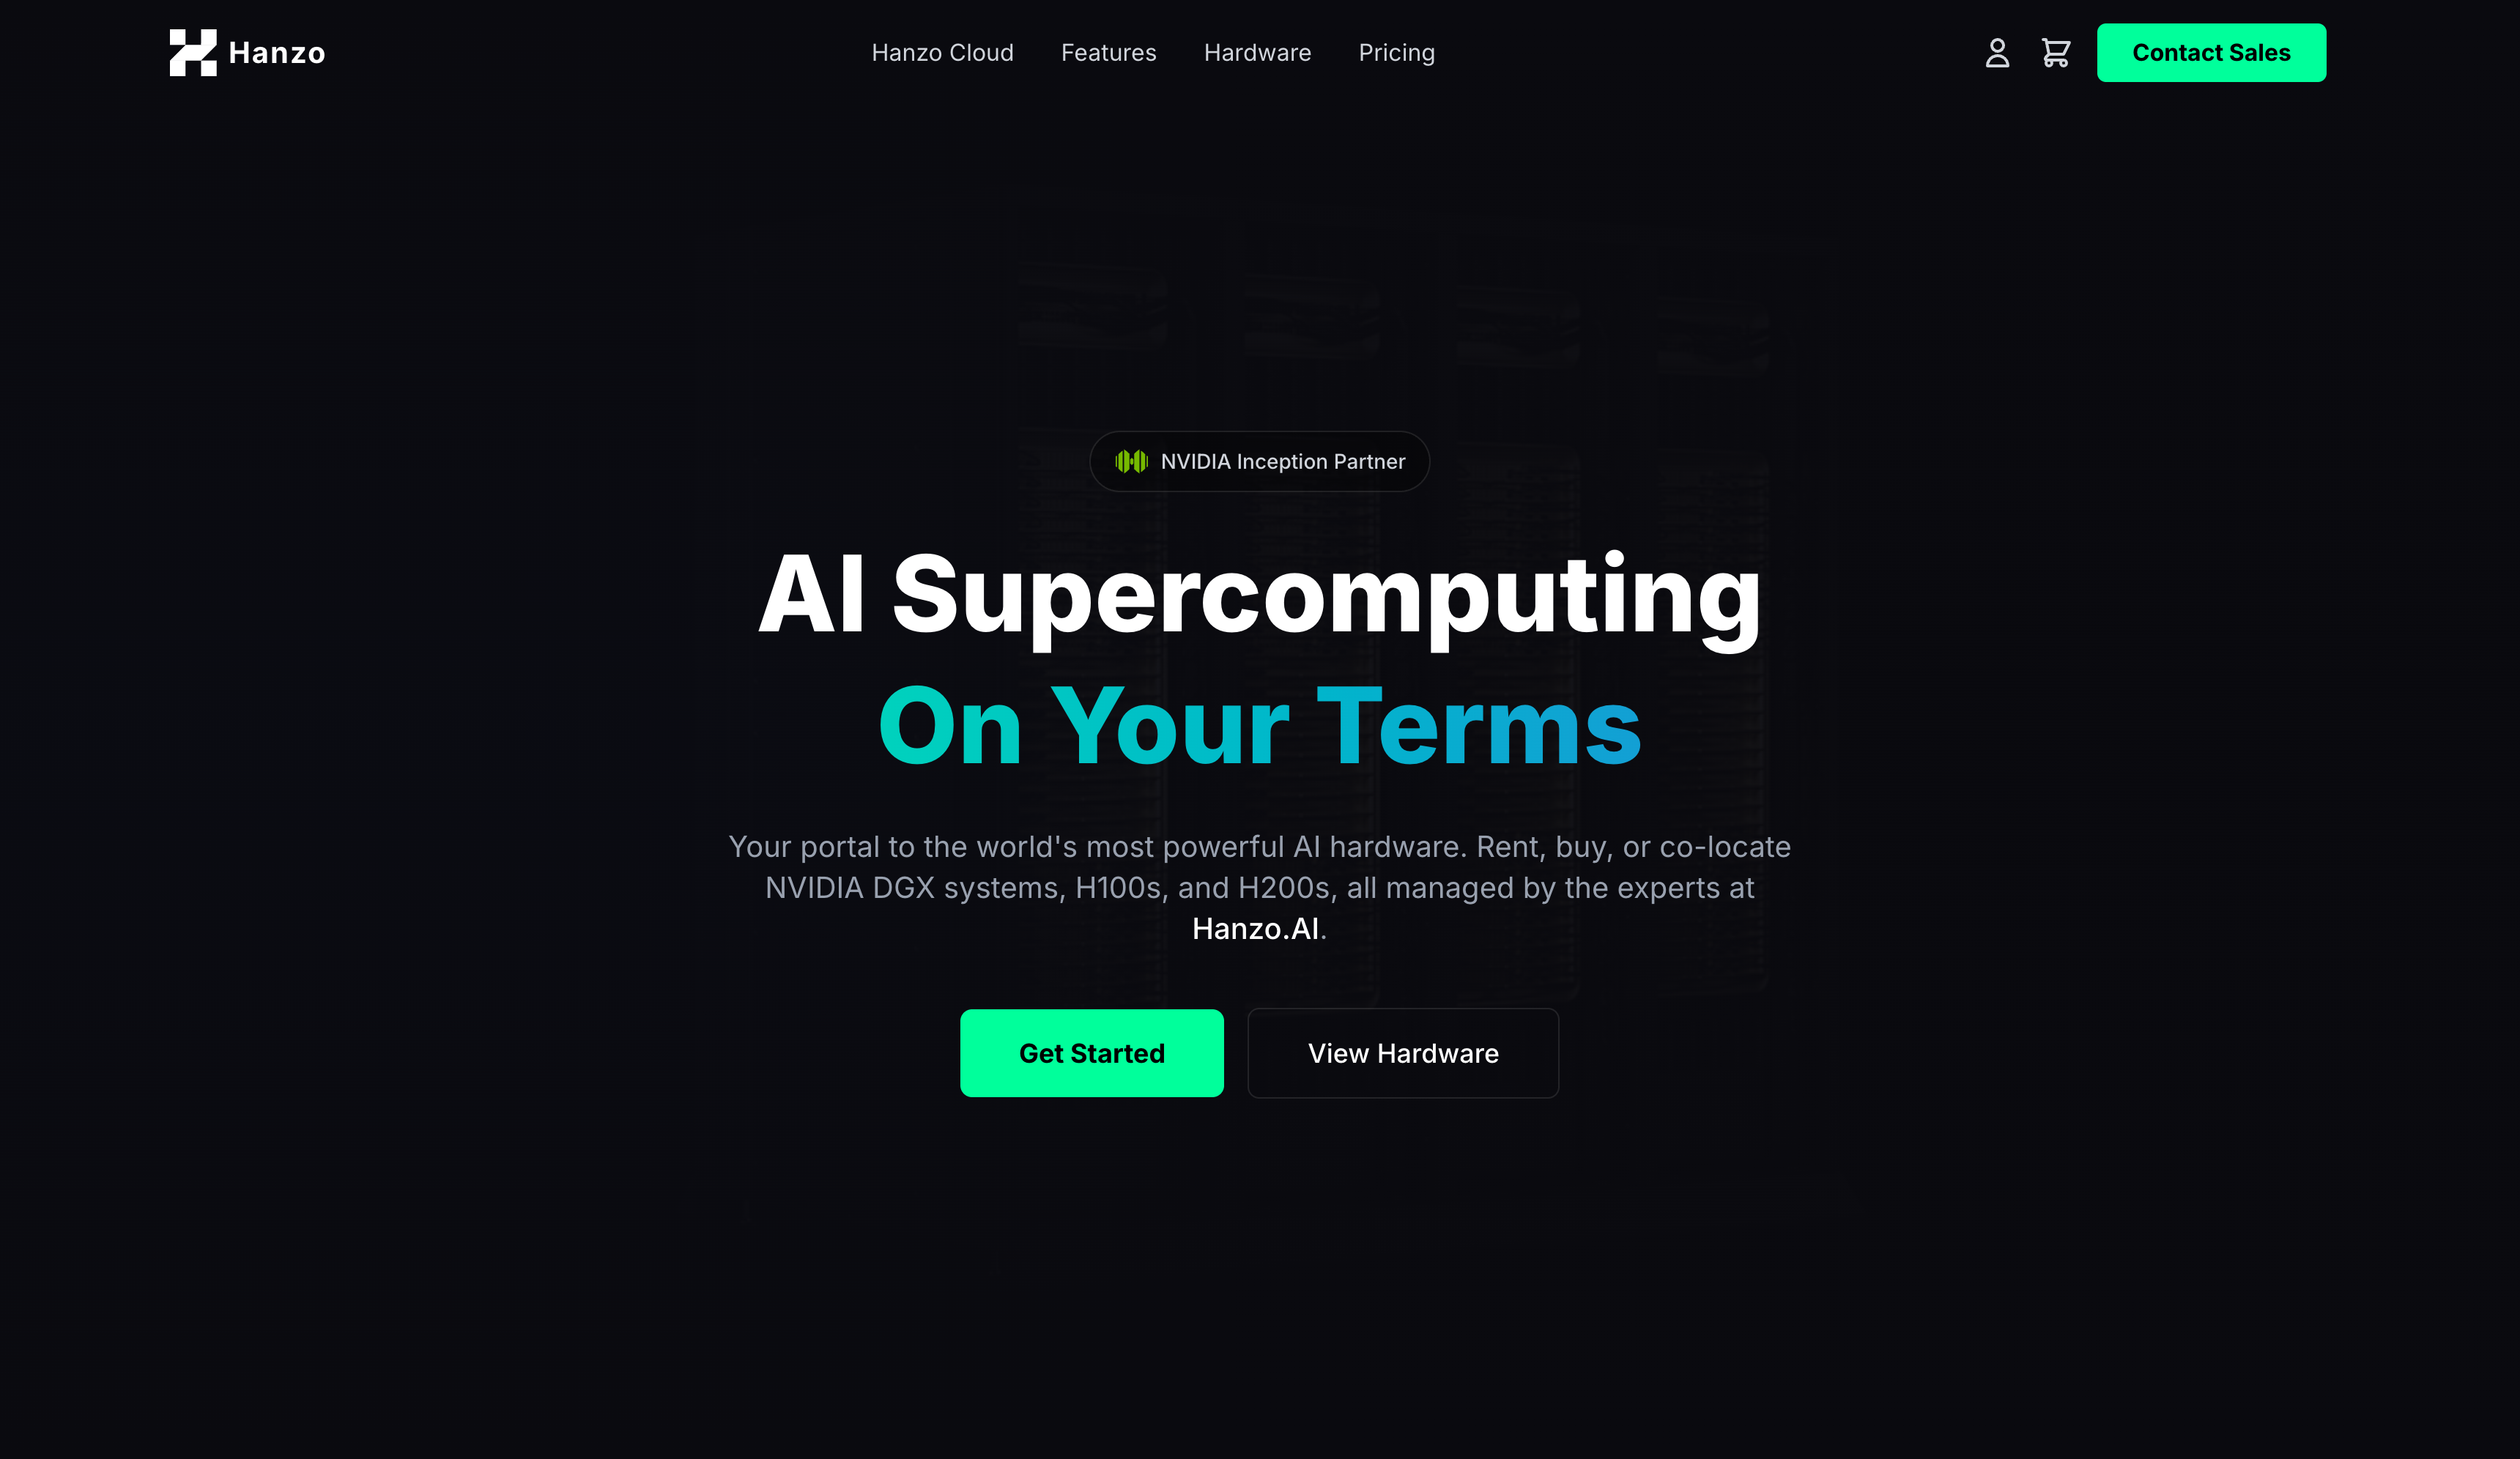 Hanzo
Hanzo Cloud
Features
Hardware
Pricing
Contact Sales
NVIDIA Inception Partner
AI Supercomputing
On Your Terms
Your portal to the world's most powerful AI hardware. Rent, buy, or co-locate
NVIDIA DGX systems, H100s, and H200s, all managed by the experts at
Hanzo.AI.
Get Started
View Hardware